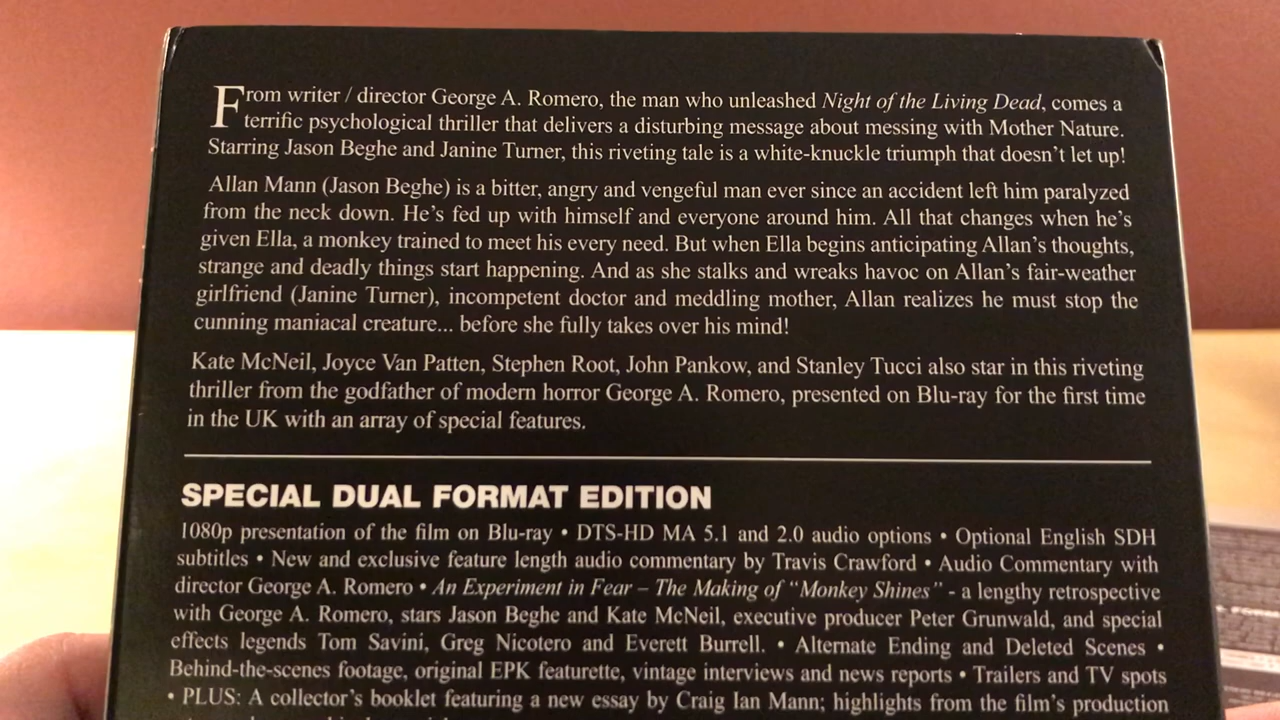 From writer / director George A. Romero, the man who unleashed Night of the Living Dead, comes a
terrific psychological thriller that delivers a disturbing message about messing with Mother Nature.
Starring Jason Beghe and Janine Turner, this riveting tale is a white-knuckle triumph that doesn't let up!
Allan Mann (Jason Beghe) is a bitter, angry and vengeful man ever since an accident left him paralyzed
from the neck down. He's fed up with himself and everyone around him. All that changes when he's
given Ella, a monkey trained to meet his every need. But when Ella begins anticipating Allan's thoughts,
strange and deadly things start happening. And as she stalks and wreaks havoc on Allan's fair-weather
girlfriend (Janine Turner), incompetent doctor and meddling mother, Allan realizes he must stop the
cunning maniacal creature... before she fully takes over his mind!
Kate McNeil, Joyce Van Patten, Stephen Root, John Pankow, and Stanley Tucci also star in this riveting
thriller from the godfather of modern horror George A. Romero, presented on Blu-ray for the first time
in the UK with an array of special features.
SPECIAL DUAL FORMAT EDITION
1080p presentation of the film on Blu-ray • DTS-HD MA 5.1 and 2.0 audio options • Optional English SDH
subtitles • New and exclusive feature length audio commentary by Travis Crawford • Audio Commentary with
director George A. Romero • An Experiment in Fear – The Making of "Monkey Shines" - a lengthy retrospective
with George A. Romero, stars Jason Beghe and Kate McNeil, executive producer Peter Grunwald, and special
effects legends Tom Savini, Greg Nicotero and Everett Burrell. • Alternate Ending and Deleted Scenes •
Behind-the-scenes footage, original EPK featurette, vintage interviews and news reports • Trailers and TV spots
• PLUS: A collector's booklet featuring a new essay by Craig Ian Mann; highlights from the film's production